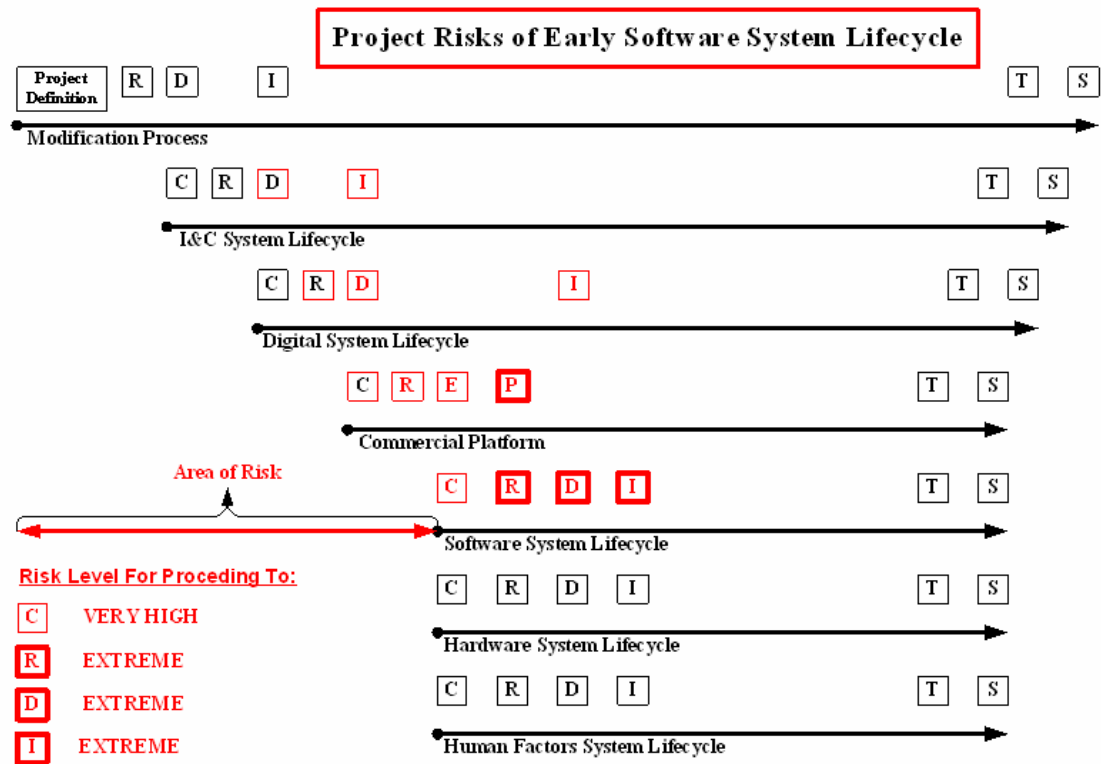 Project Risks of Early Software System Lifecycle
Project
Definition
R D I T S
Modification Process
C R D I T S
I&C System Lifecycle
C R D I T S
Digital System Lifecycle
C R E P T S
Commercial Platform
Area of Risk
C R D I T S
Software System Lifecycle
Risk Level For Proceding To:
C VERY HIGH
R EXTREME
D EXTREME
I EXTREME
C R D I T S
Hardware System Lifecycle
C R D I T S
Human Factors System Lifecycle